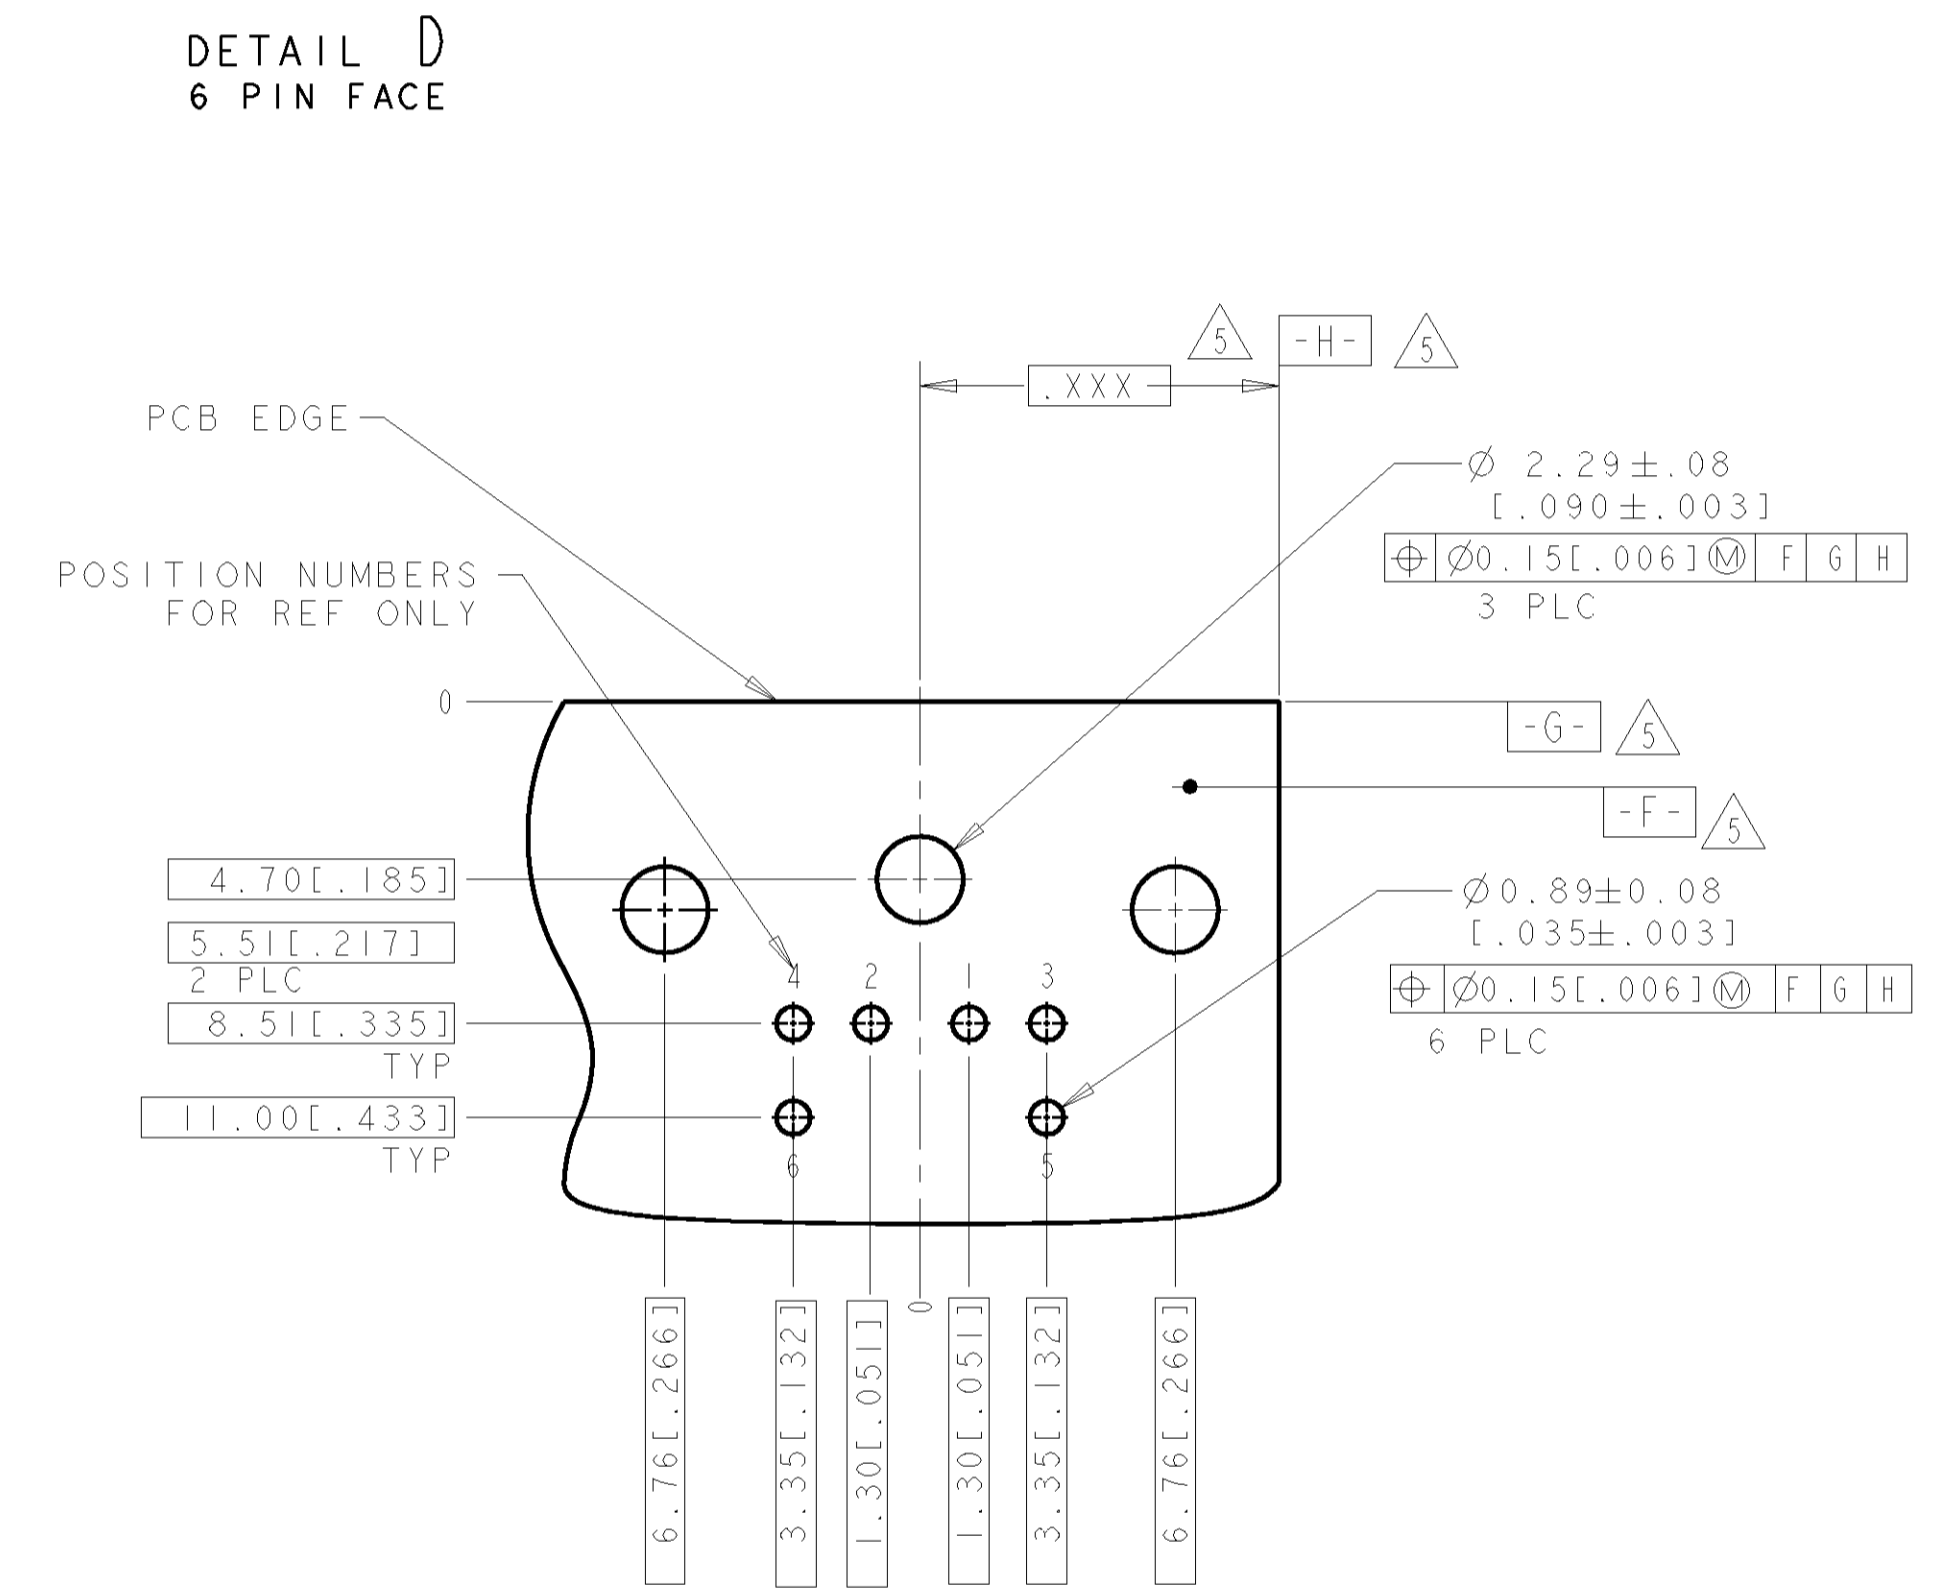 DETAIL D
6 PIN FACE
5
-H-
5
.XXX
PCB EDGE
Ø 2.29±.08
[.090±.003]
⌖ Ø0.15[.006]Ⓜ F G H
3 PLC
POSITION NUMBERS
FOR REF ONLY
0
-G-
5
-F-
5
4.70[.185]
5.51[.217]
2 PLC
8.51[.335]
TYP
11.00[.433]
TYP
Ø0.89±0.08
[.035±.003]
⌖ Ø0.15[.006]Ⓜ F G H
6 PLC
4 2 1 3
6 5
0
6.76[.266]
3.35[.132]
1.30[.051]
1.30[.051]
3.35[.132]
6.76[.266]